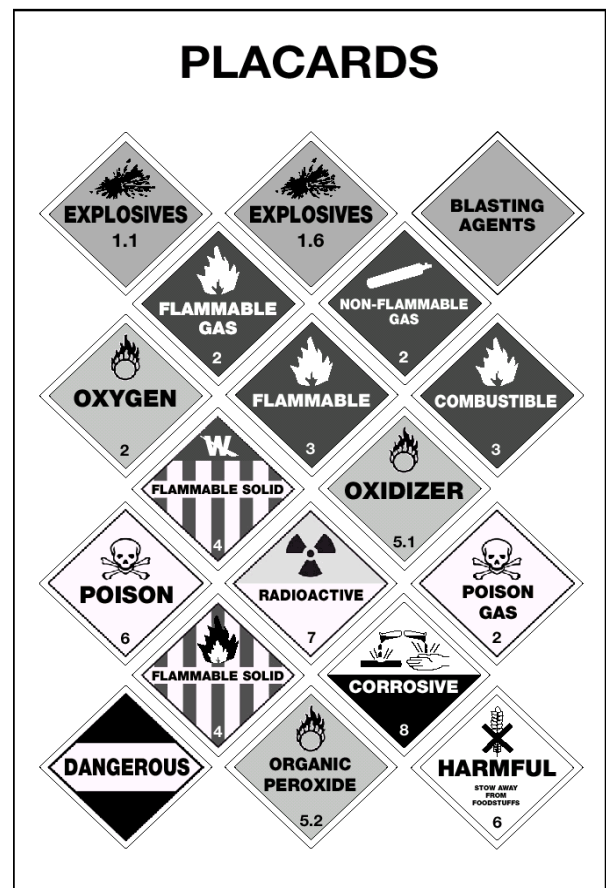 PLACARDS
EXPLOSIVES
1.1
EXPLOSIVES
1.6
BLASTING
AGENTS
FLAMMABLE
GAS
2
NON-FLAMMABLE
GAS
2
OXYGEN
2
FLAMMABLE
3
COMBUSTIBLE
3
W
FLAMMABLE SOLID
4
OXIDIZER
5.1
POISON
6
RADIOACTIVE
7
POISON
GAS
2
FLAMMABLE SOLID
4
CORROSIVE
8
DANGEROUS
ORGANIC
PEROXIDE
5.2
HARMFUL
STOW AWAY
FROM
FOODSTUFFS
6